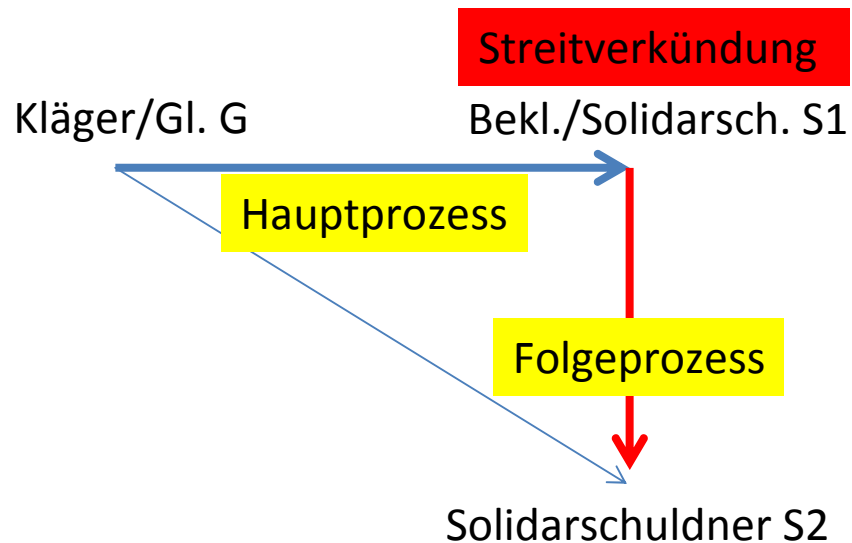 Streitverkündung
Kläger/Gl. G
Bekl./Solidarsch. S1
Hauptprozess
Folgeprozess
Solidarschuldner S2